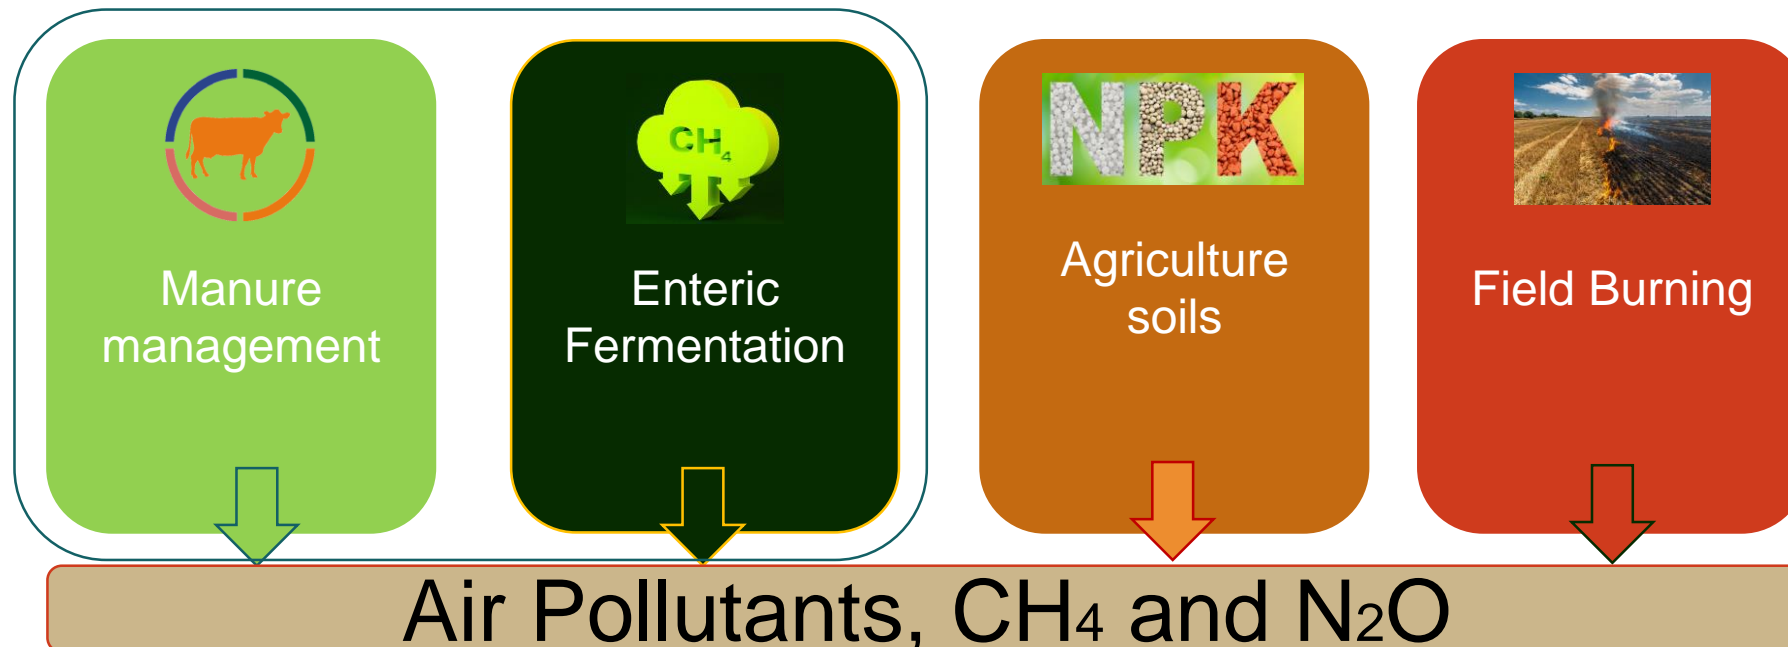 CH₄
NPK
Manure
management
Enteric
Fermentation
Agriculture
soils
Field Burning
Air Pollutants, CH₄ and N₂O